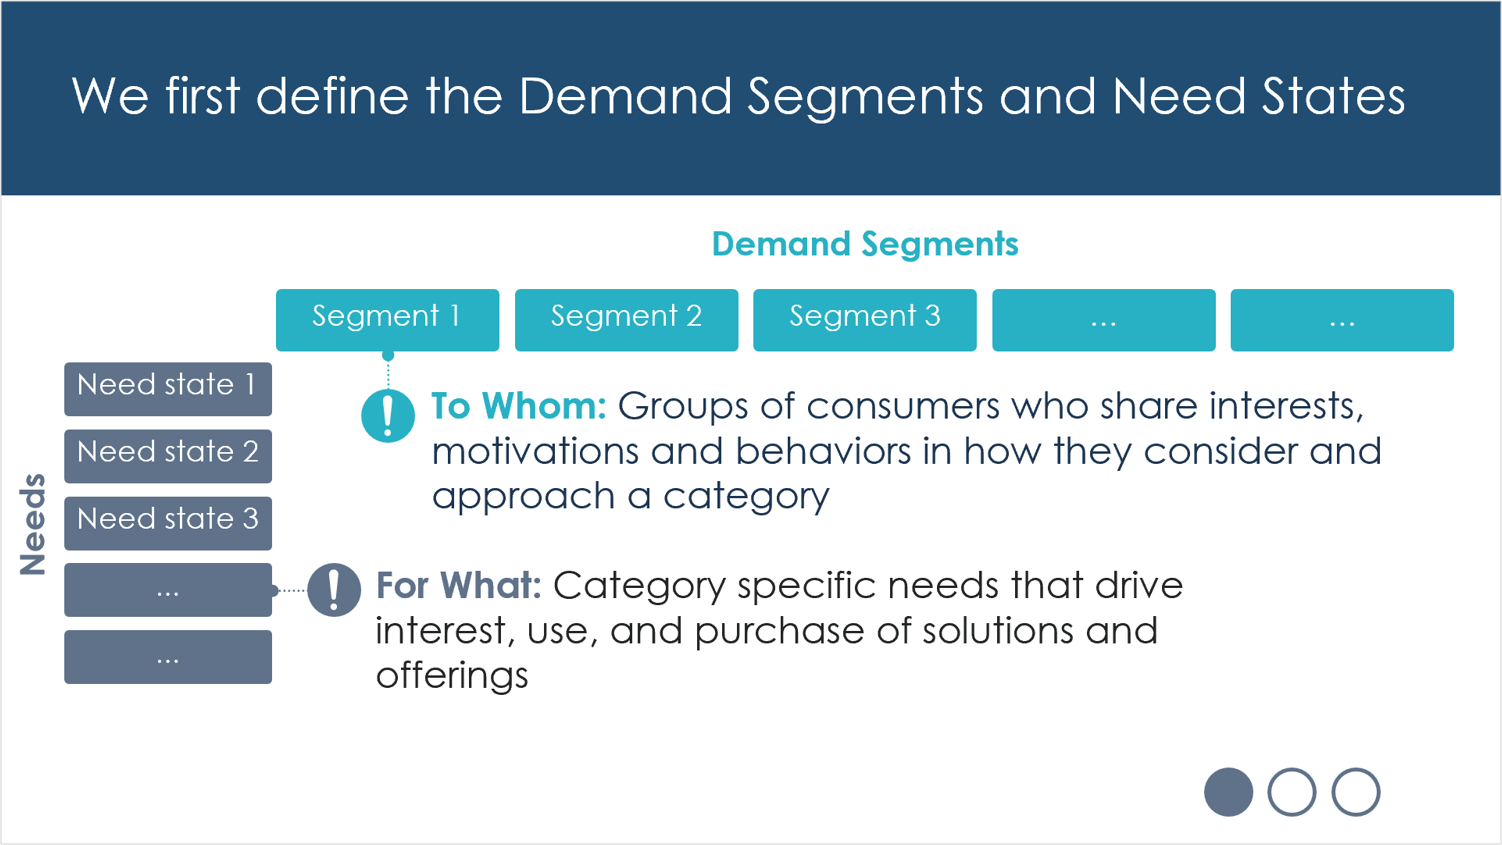 We first define the Demand Segments and Need States
Demand Segments
Segment 1
Segment 2
Segment 3
...
...
Needs
Need state 1
Need state 2
Need state 3
...
...
To Whom: Groups of consumers who share interests,
motivations and behaviors in how they consider and
approach a category
For What: Category specific needs that drive
interest, use, and purchase of solutions and
offerings